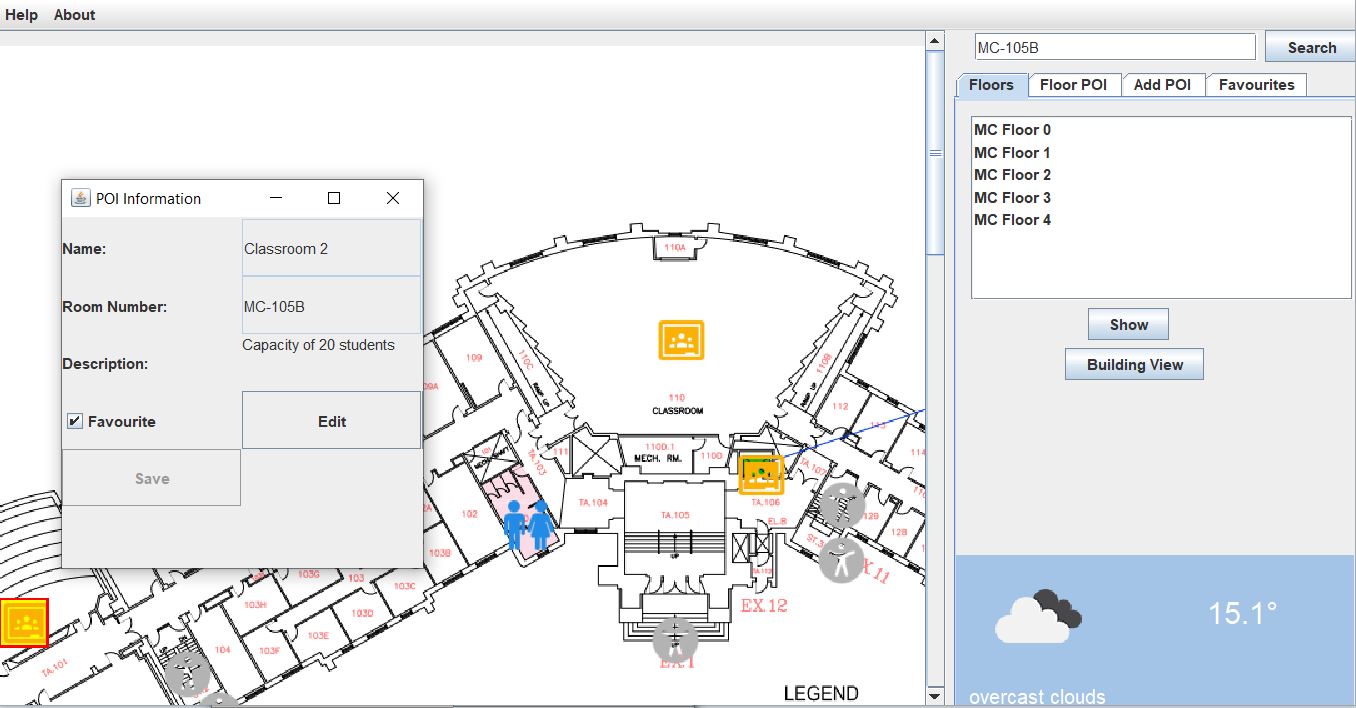 Help About
MC-105B Search
Floors Floor POI Add POI Favourites
MC Floor 0
MC Floor 1
MC Floor 2
MC Floor 3
MC Floor 4
Show
Building View
15.1°
overcast clouds
POI Information
Name: Classroom 2
Room Number: MC-105B
Description: Capacity of 20 students
Favourite Edit
Save
110A
109
110C
110B
110
CLASSROOM
112
113
111
110D.1
MECH. RM.
110D
TA.103
TA.107
102
TA.104
TA.105
TA.106
EL.B
129
128
103B
UP
EX.12
103G
103
103C
103H
103D
103E
104
103F
TA.101
EX.1
LEGEND